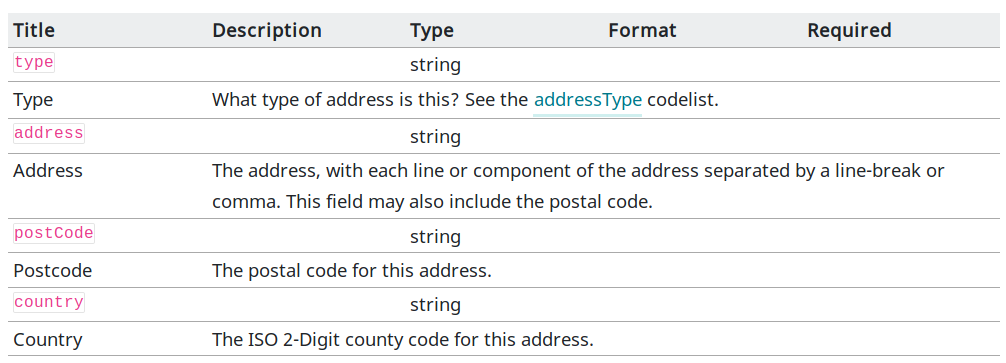 Title Description Type Format Required
type string
Type What type of address is this? See the addressType codelist.
address string
Address The address, with each line or component of the address separated by a line-break or
comma. This field may also include the postal code.
postCode string
Postcode The postal code for this address.
country string
Country The ISO 2-Digit county code for this address.